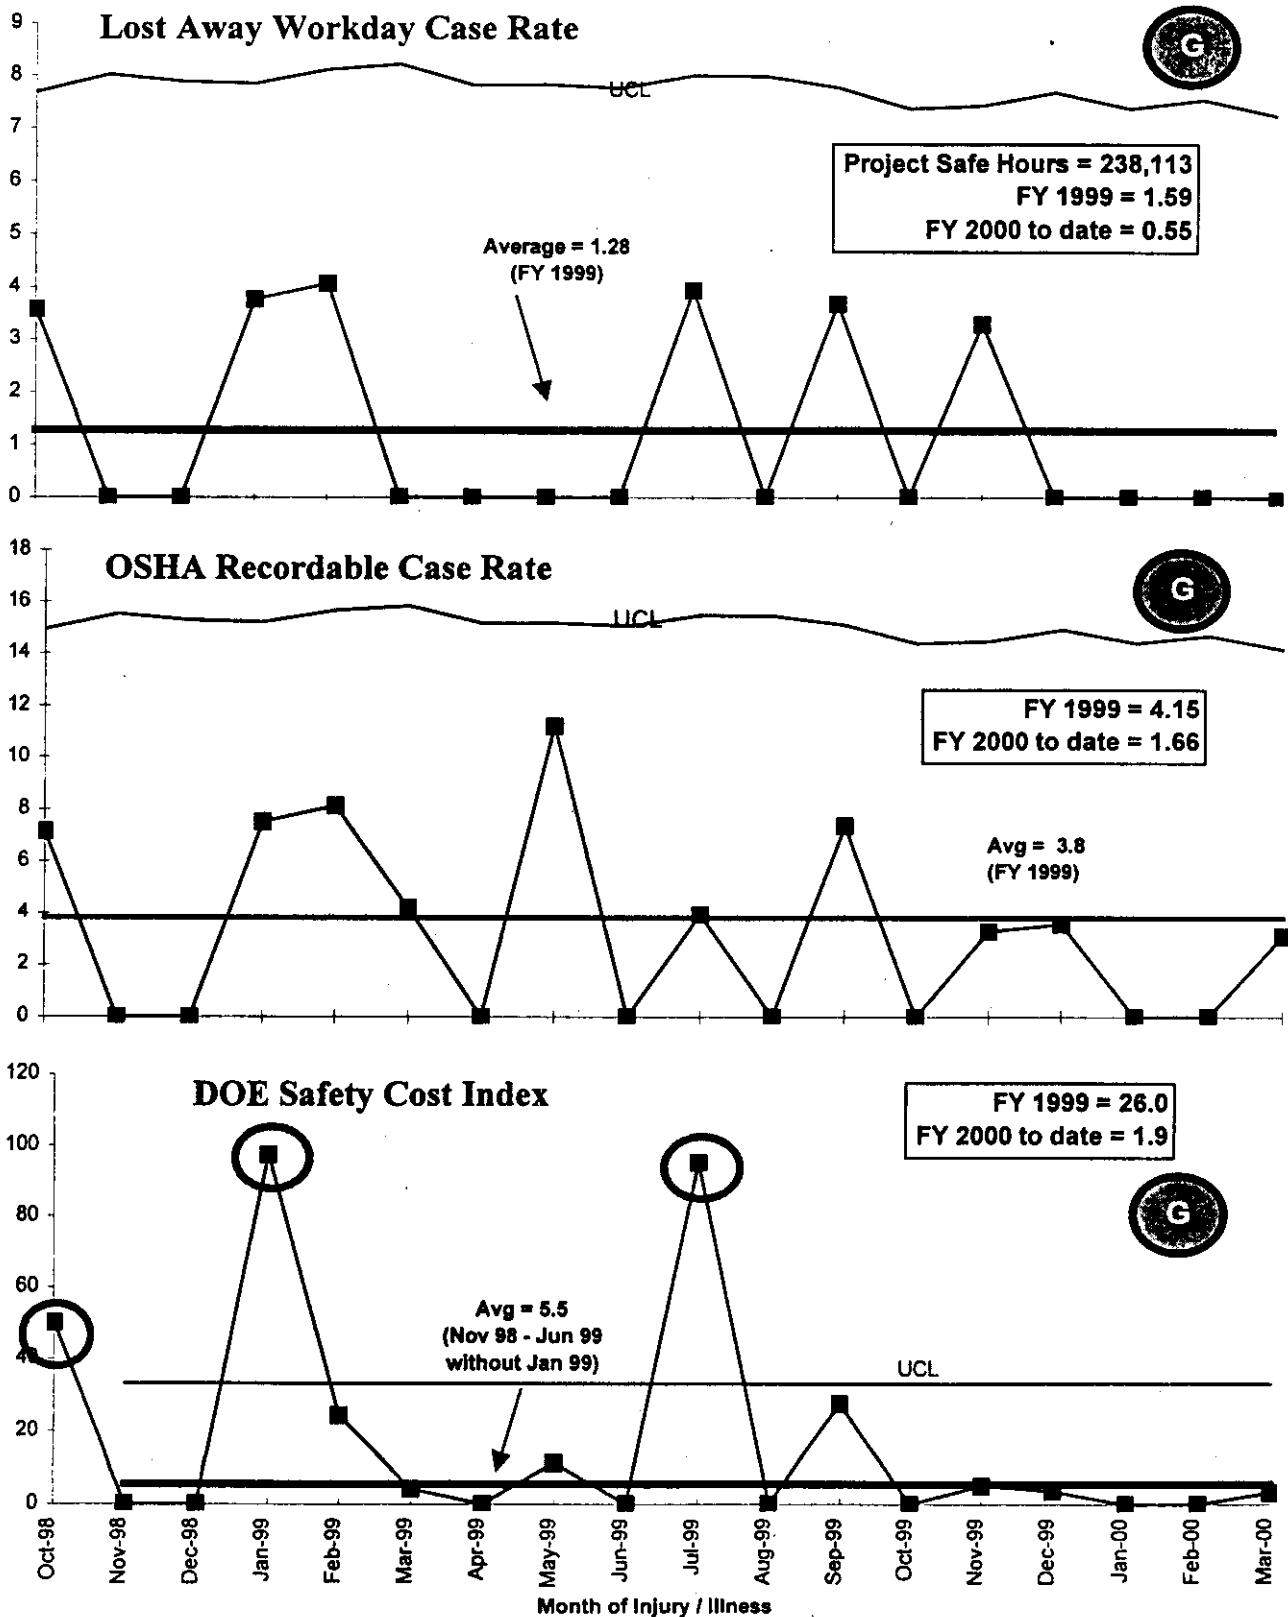 Lost Away Workday Case Rate
G
9
8
7
6
5
4
3
2
1
0
UCL
Project Safe Hours = 238,113
FY 1999 = 1.59
FY 2000 to date = 0.55
Average = 1.28
(FY 1999)
OSHA Recordable Case Rate
G
18
16
14
12
10
8
6
4
2
0
UCL
FY 1999 = 4.15
FY 2000 to date = 1.66
Avg = 3.8
(FY 1999)
DOE Safety Cost Index
FY 1999 = 26.0
FY 2000 to date = 1.9
G
120
100
80
60
20
0
Avg = 5.5
(Nov 98 - Jun 99
without Jan 99)
UCL
Oct-98
Nov-98
Dec-98
Jan-99
Feb-99
Mar-99
Apr-99
May-99
Jun-99
Jul-99
Aug-99
Sep-99
Oct-99
Nov-99
Dec-99
Jan-00
Feb-00
Mar-00
Month of Injury / Illness